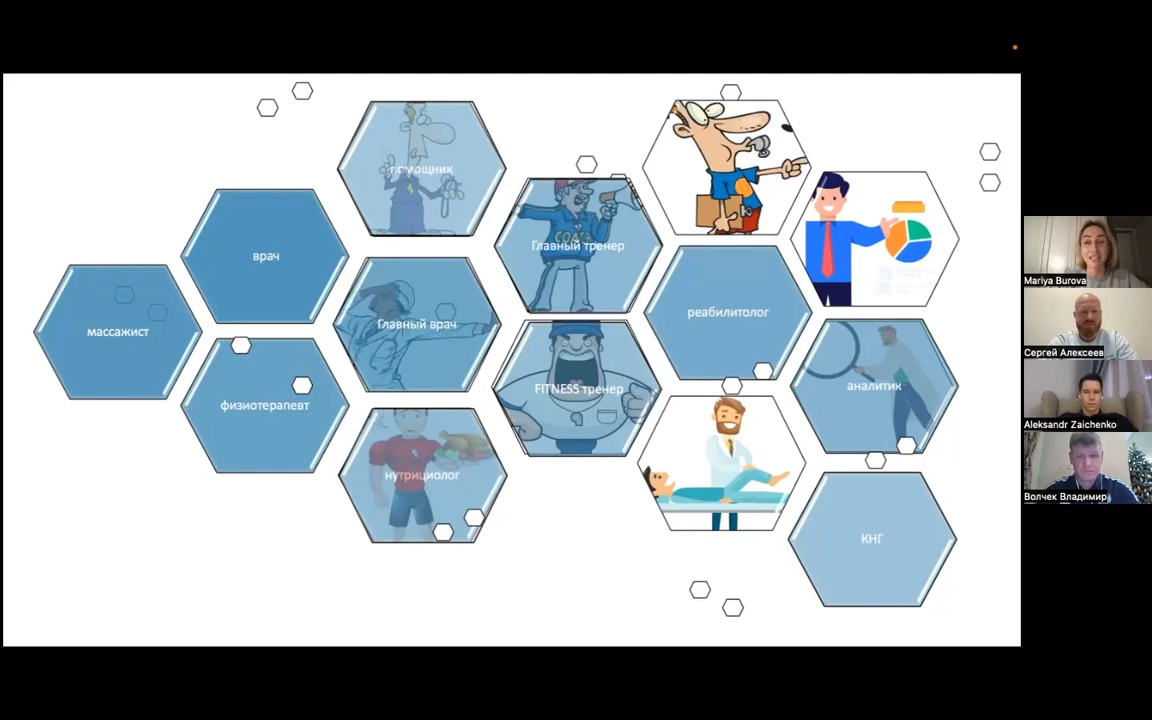 помощник
Главный тренер
COACH
врач
реабилитолог
массажист
Главный врач
аналитик
FITNESS тренер
физиотерапевт
нутрициолог
КНГ
Mariya Burova
Сергей Алексеев
Aleksandr Zaichenko
Волчек Владимир